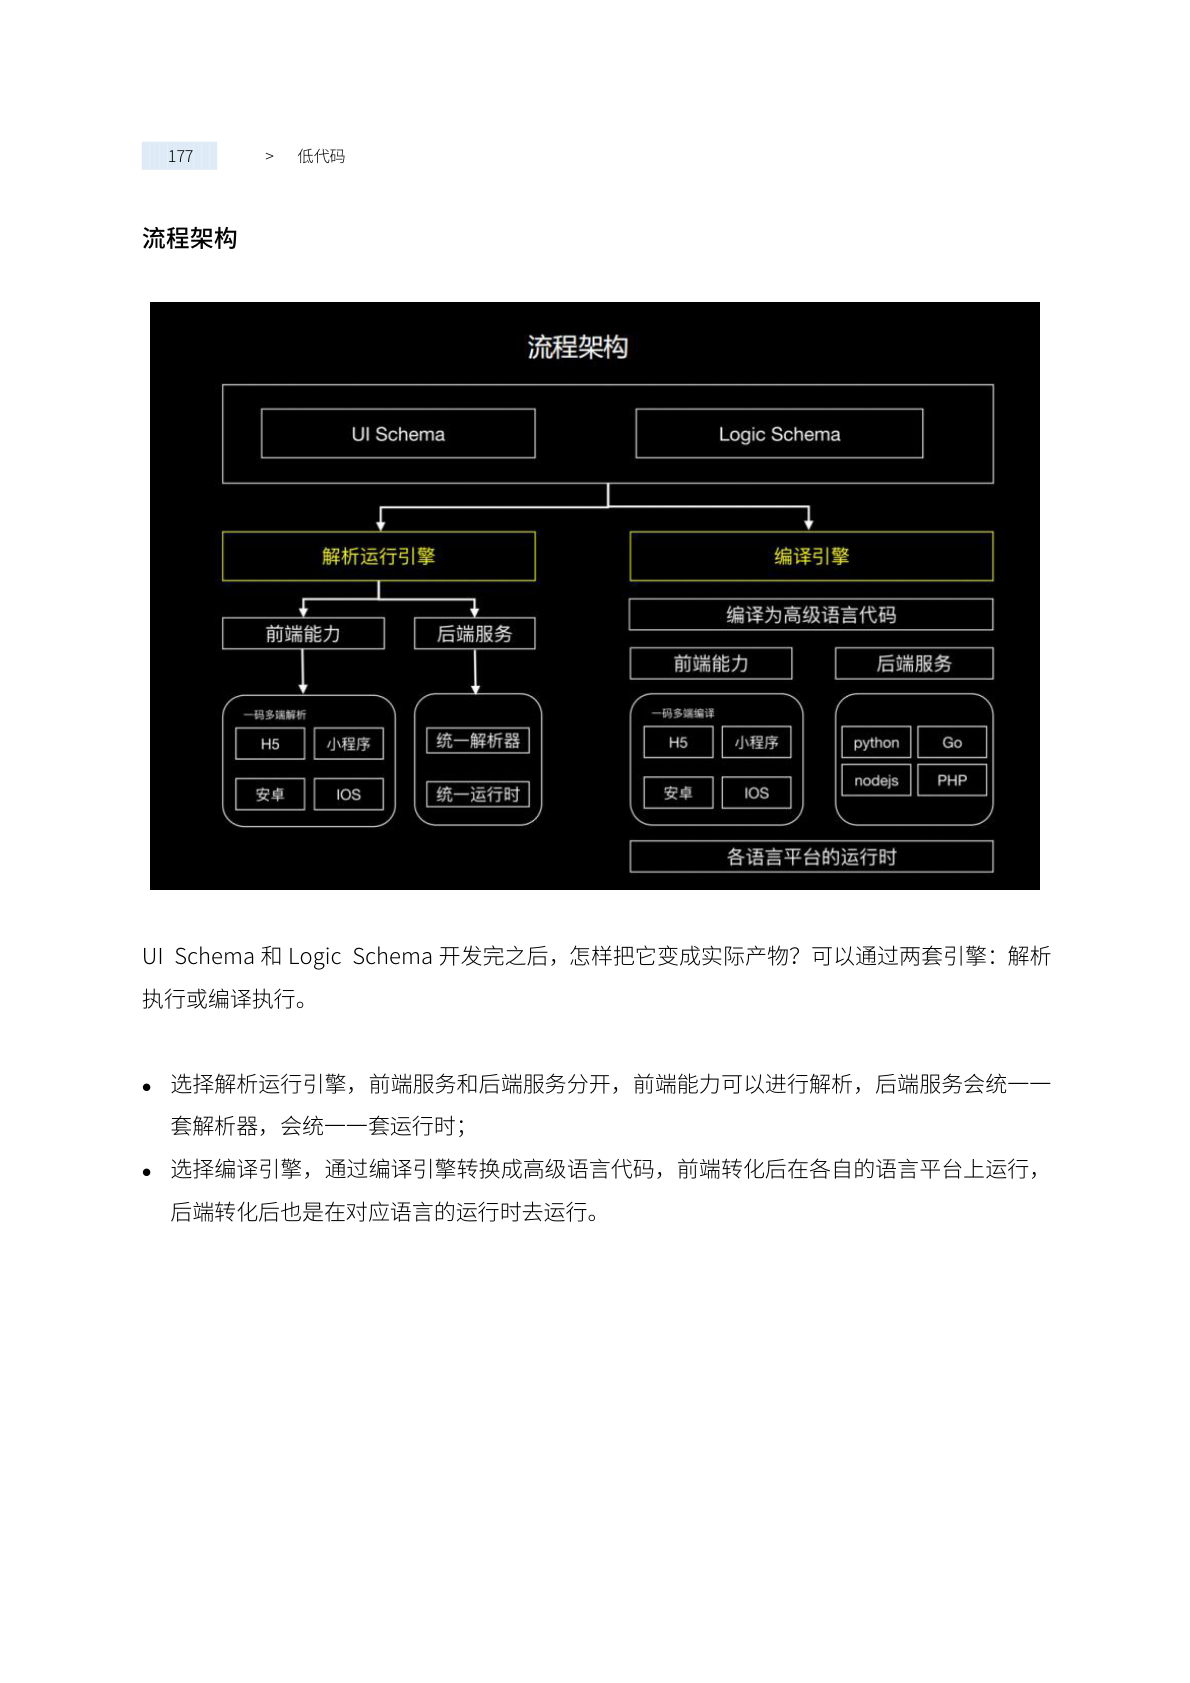 177 > 低代码
流程架构
流程架构
UI Schema
Logic Schema
解析运行引擎
编译引擎
前端能力
后端服务
编译为高级语言代码
前端能力
后端服务
一码多端解析
H5
小程序
安卓
IOS
统一解析器
统一运行时
一码多端编译
H5
小程序
安卓
IOS
python
Go
nodejs
PHP
各语言平台的运行时
UI Schema 和 Logic Schema 开发完之后，怎样把它变成实际产物？可以通过两套引擎：解析
执行或编译执行。
● 选择解析运行引擎，前端服务和后端服务分开，前端能力可以进行解析，后端服务会统一一
套解析器，会统一一套运行时；
● 选择编译引擎，通过编译引擎转换成高级语言代码，前端转化后在各自的语言平台上运行，
后端转化后也是在对应语言的运行时去运行。